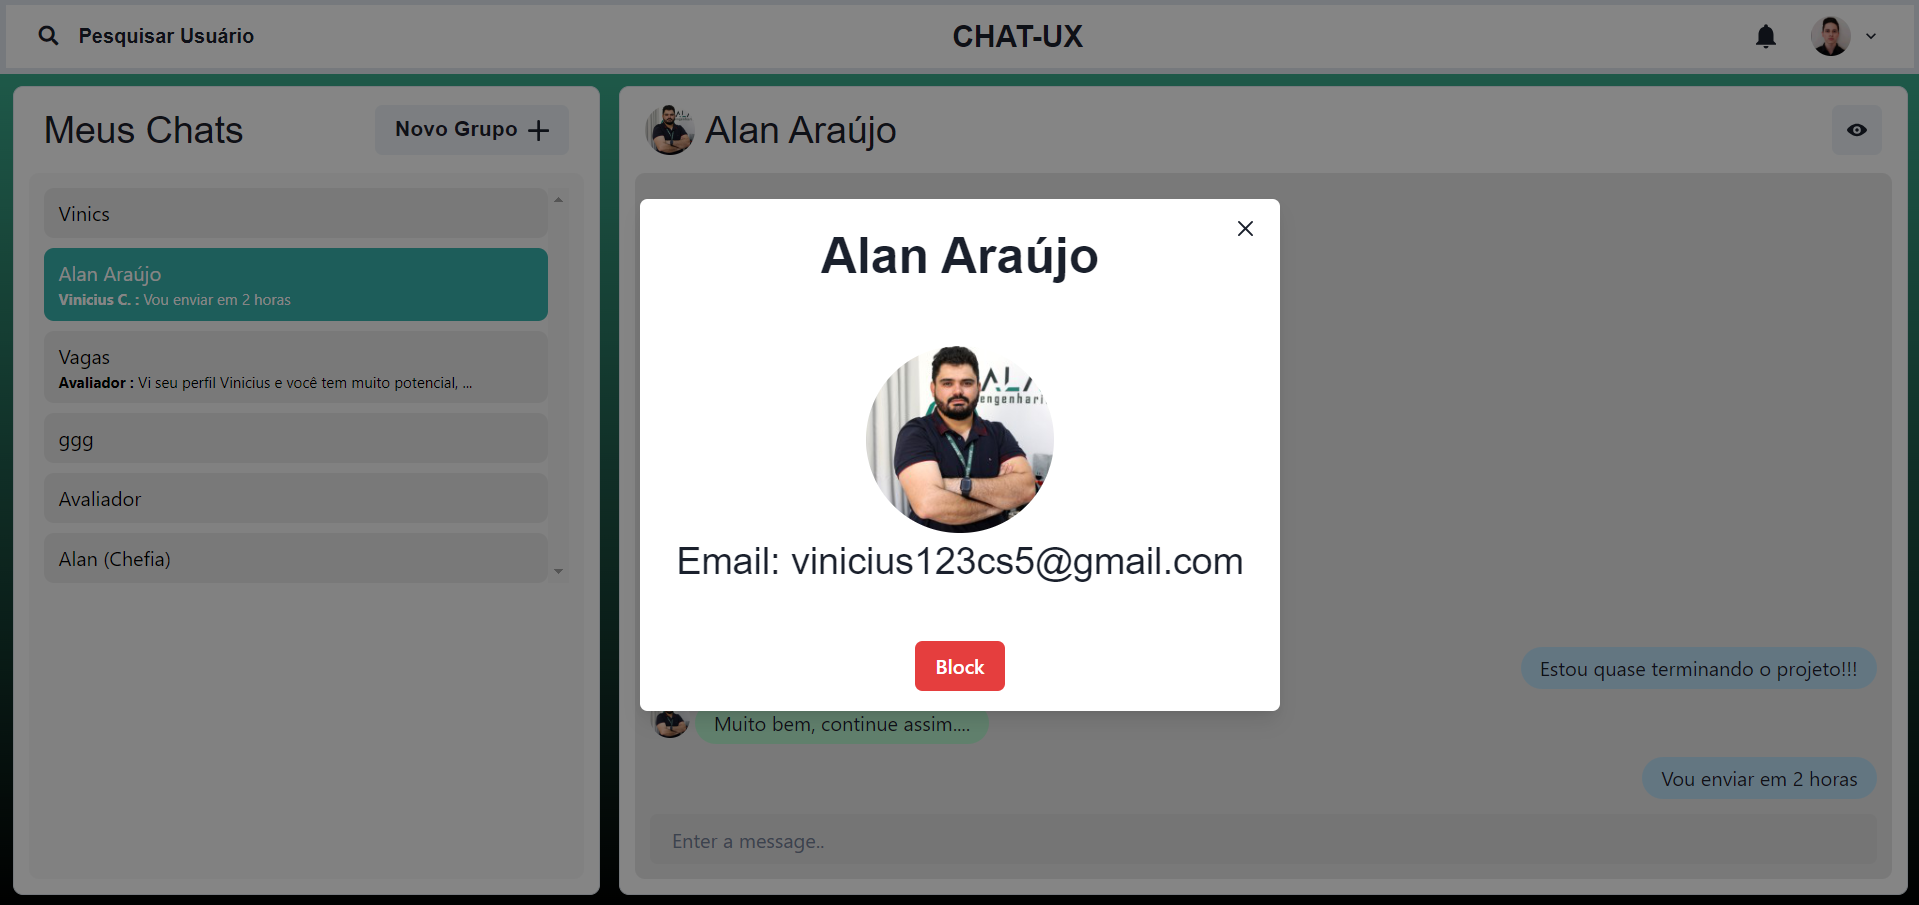 Pesquisar Usuário
CHAT-UX
Meus Chats
Novo Grupo
Vinics
Alan Araújo
Vinicius C. : Vou enviar em 2 horas
Vagas
Avaliador : Vi seu perfil Vinicius e você tem muito potencial, ...
ggg
Avaliador
Alan (Chefia)
Alan Araújo
Alan Araújo
ALA
engenhari
Email: vinicius123cs5@gmail.com
Block
Estou quase terminando o projeto!!!
Muito bem, continue assim....
Vou enviar em 2 horas
Enter a message..